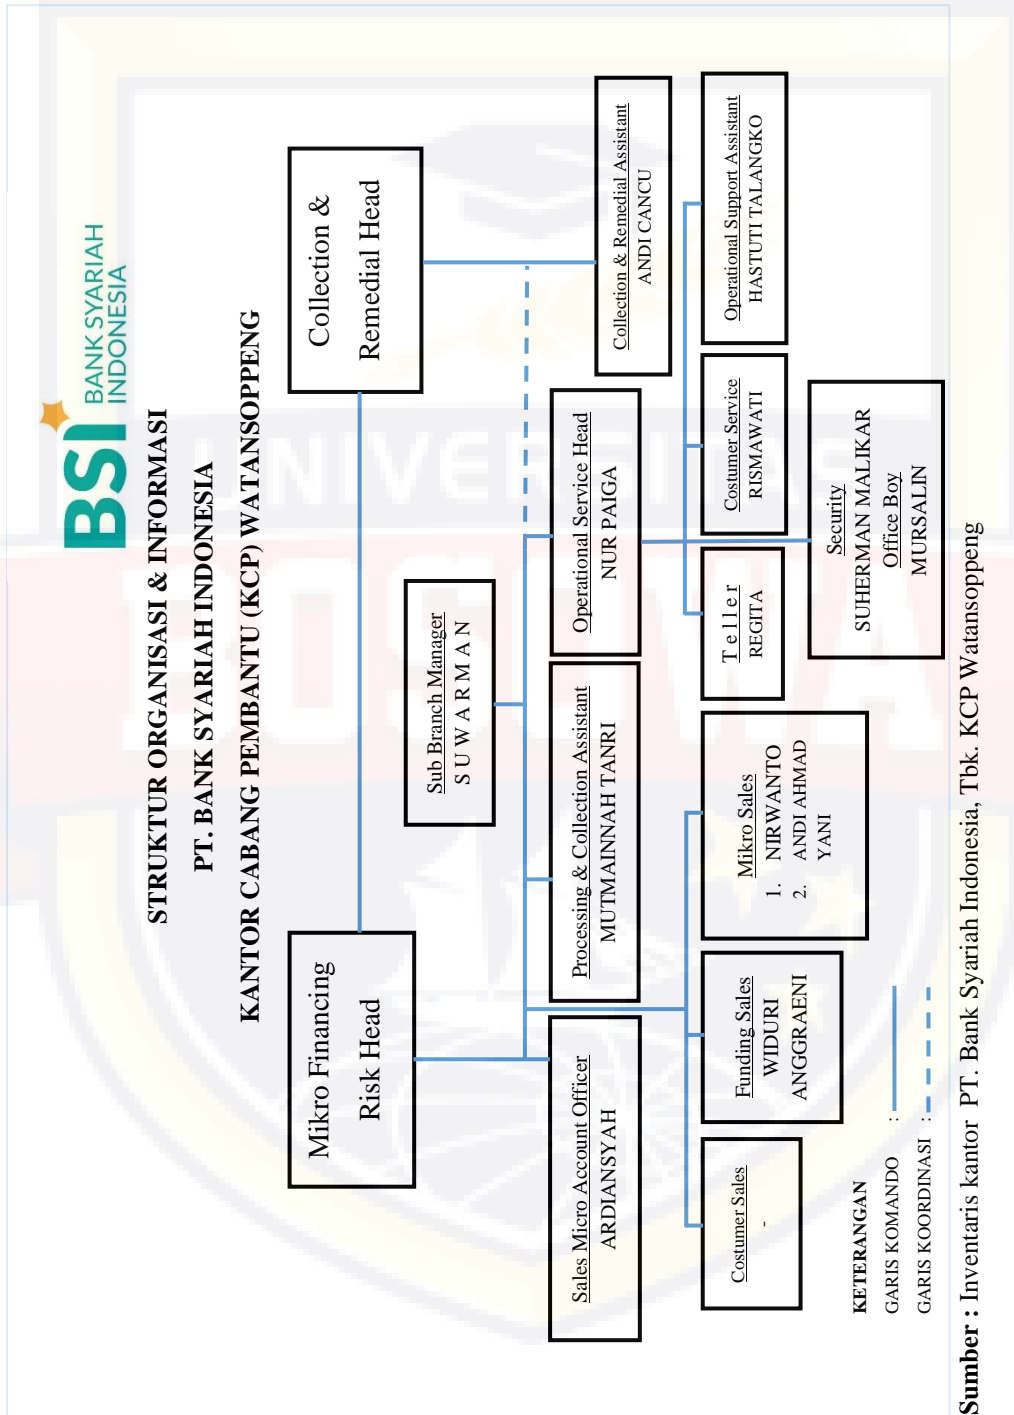 BSI
BANK SYARIAH
INDONESIA
STRUKTUR ORGANISASI & INFORMASI
PT. BANK SYARIAH INDONESIA
KANTOR CABANG PEMBANTU (KCP) WATANSOPPENG
Mikro Financing
Risk Head
Collection &
Remedial Head
Sub Branch Manager
S U W A R M A N
Sales Micro Account Officer
ARDIANSYAH
Processing & Collection Assistant
MUTMAINNAH TANRI
Operational Service Head
NUR PAIGA
Collection & Remedial Assistant
ANDI CANCU
Costumer Sales
-
Funding Sales
WIDURI
ANGGRAENI
Mikro Sales
1. NIRWANTO
2. ANDI AHMAD
YANI
T e l l e r
REGITA
Costumer Service
RISMAWATI
Operational Support Assistant
HASTUTI TALANGKO
Security
SUHERMAN MALIKAR
Office Boy
MURSALIN
KETERANGAN
GARIS KOMANDO :
GARIS KOORDINASI :
Sumber : Inventaris kantor PT. Bank Syariah Indonesia, Tbk. KCP Watansoppeng
UNIVERSITAS
BOSOWA